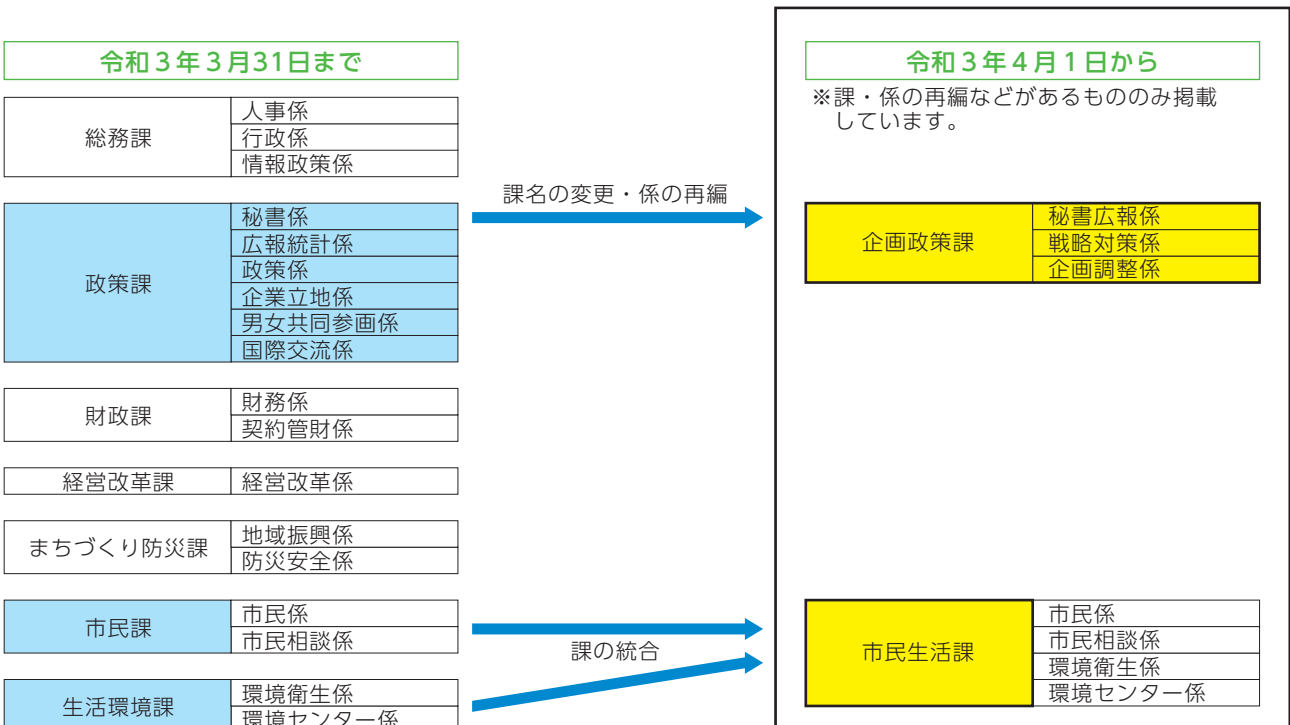 令和３年３月31日まで
総務課
人事係
行政係
情報政策係
政策課
秘書係
広報統計係
政策係
企業立地係
男女共同参画係
国際交流係
財政課
財務係
契約管財係
経営改革課
経営改革係
まちづくり防災課
地域振興係
防災安全係
市民課
市民係
市民相談係
生活環境課
環境衛生係
環境センター係
課名の変更・係の再編
課の統合
令和３年４月１日から
※課・係の再編などがあるもののみ掲載
しています。
企画政策課
秘書広報係
戦略対策係
企画調整係
市民生活課
市民係
市民相談係
環境衛生係
環境センター係